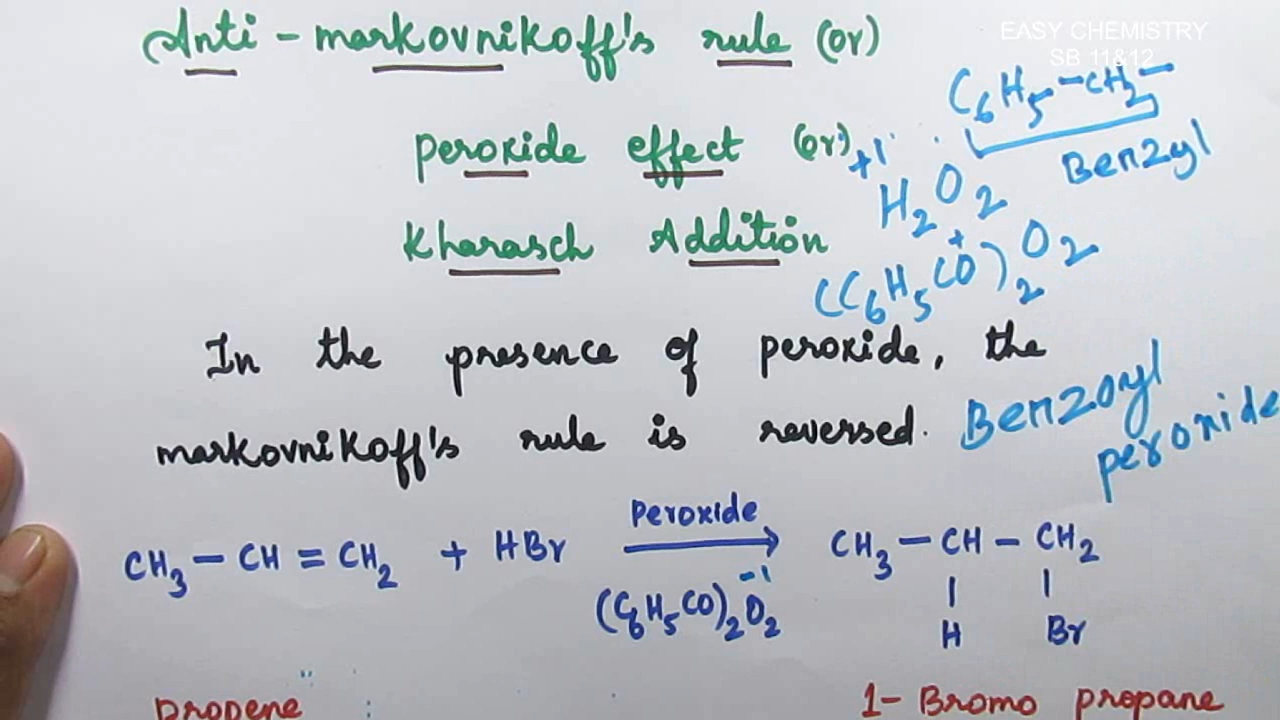 EASY CHEMISTRY
SB 11&12
Anti-markovnikoff's rule (or)
C₆H₅-CH₂-
Benzyl
peroxide effect (or)
+1
H₂O₂
Kharasch Addition
+
(C₆H₅CO)₂O₂
In the presence of peroxide, the
markovnikoff's rule is reversed.
Benzoyl
peroxide
CH₃-CH=CH₂ + HBr
Peroxide
(C₆H₅CO)₂O₂
-1
CH₃-CH-CH₂
H Br
propene
1-Bromo propane